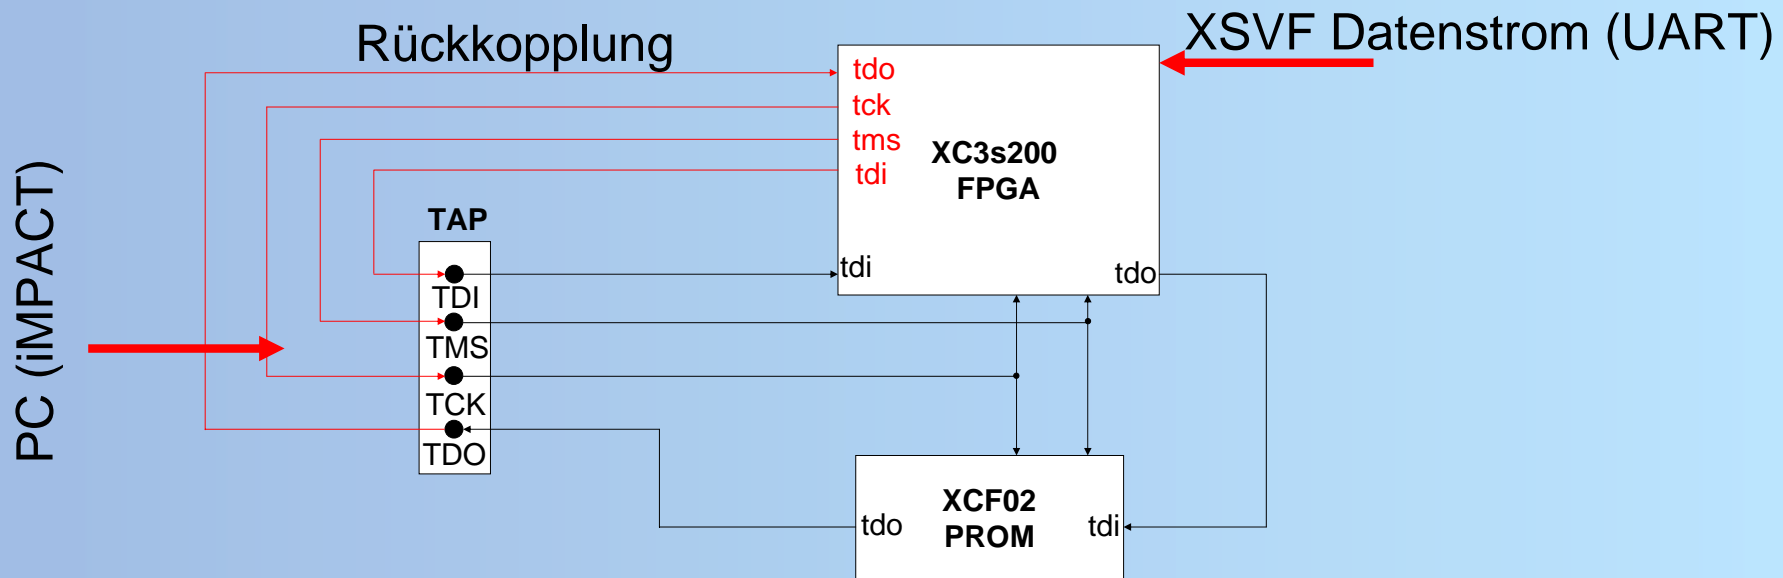 XSVF Datenstrom (UART)
Rückkopplung
tdo
tck
tms
tdi
XC3s200
FPGA
PC (iMPACT)
TAP
TDI
TMS
TCK
TDO
tdi
tdo
XCF02
PROM
tdo
tdi